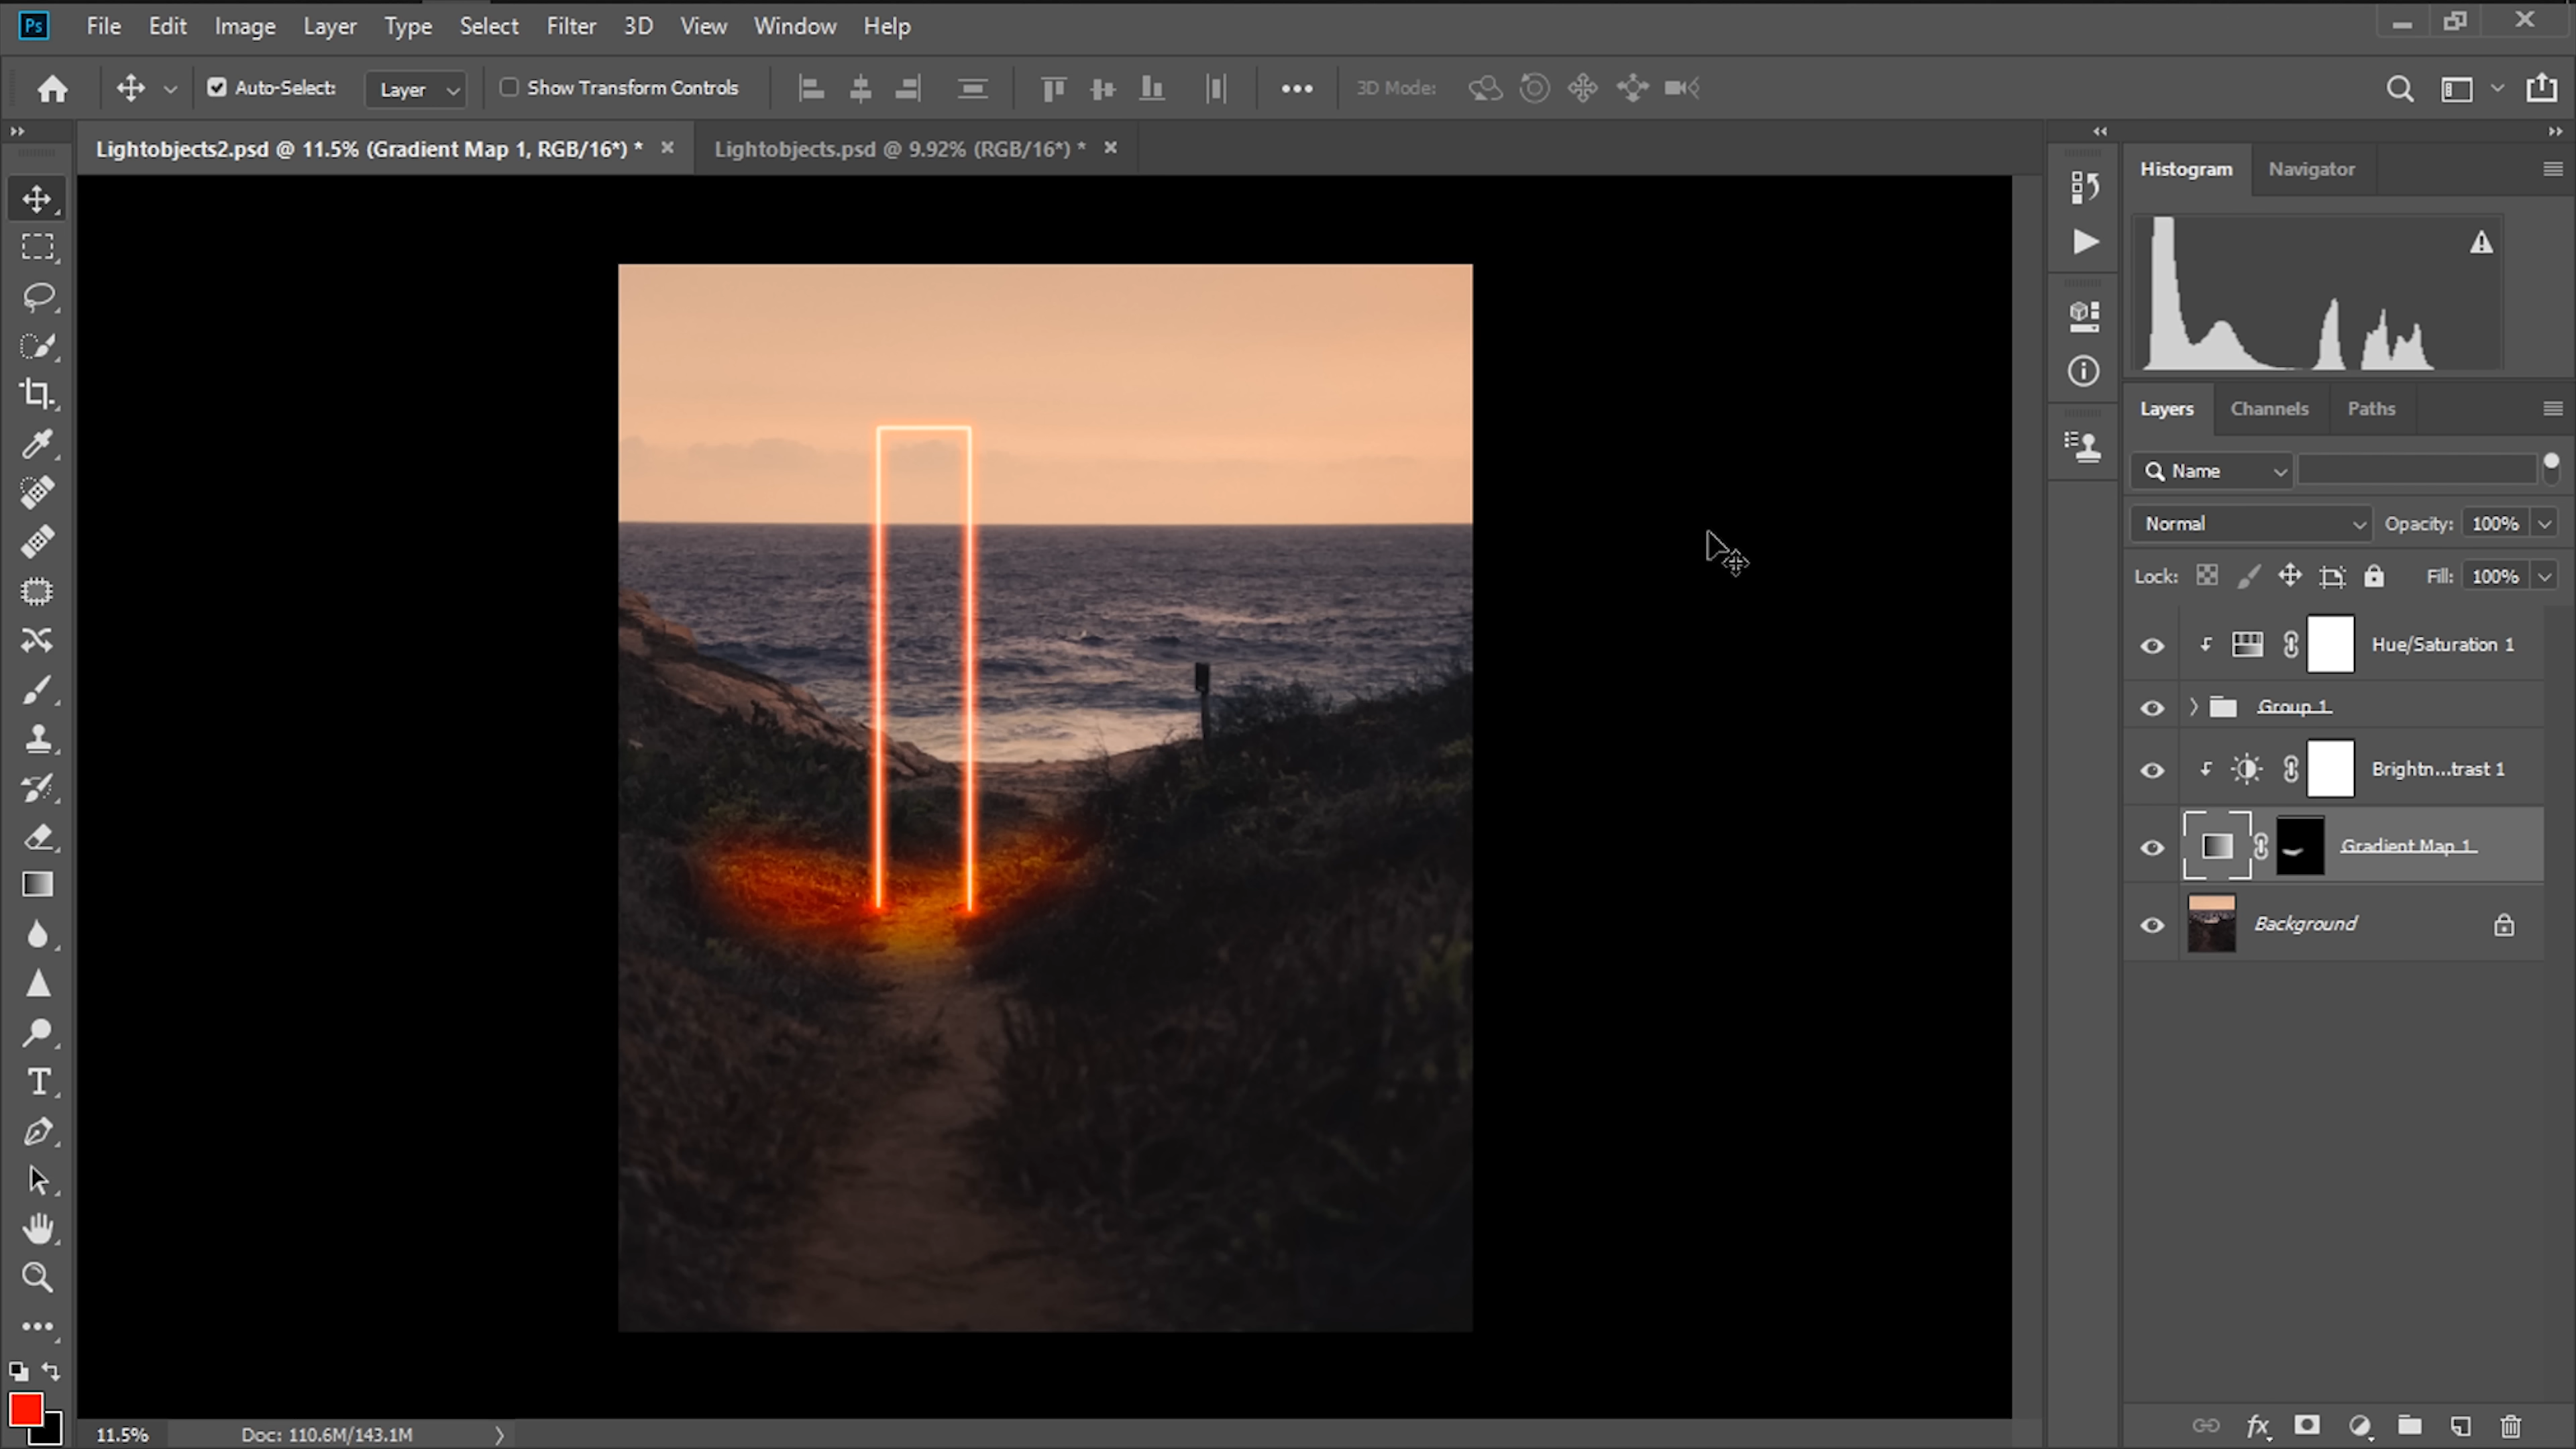 Ps File Edit Image Layer Type Select Filter 3D View Window Help
Auto-Select: Layer Show Transform Controls 3D Mode:
Lightobjects2.psd @ 11.5% (Gradient Map 1, RGB/16*) * Lightobjects.psd @ 9.92% (RGB/16*) *
Histogram Navigator
Layers Channels Paths
Name
Normal Opacity: 100%
Lock: Fill: 100%
Hue/Saturation 1
Group 1
Brightn...trast 1
Gradient Map 1
Background
T
fx
11.5% Doc: 110.6M/143.1M